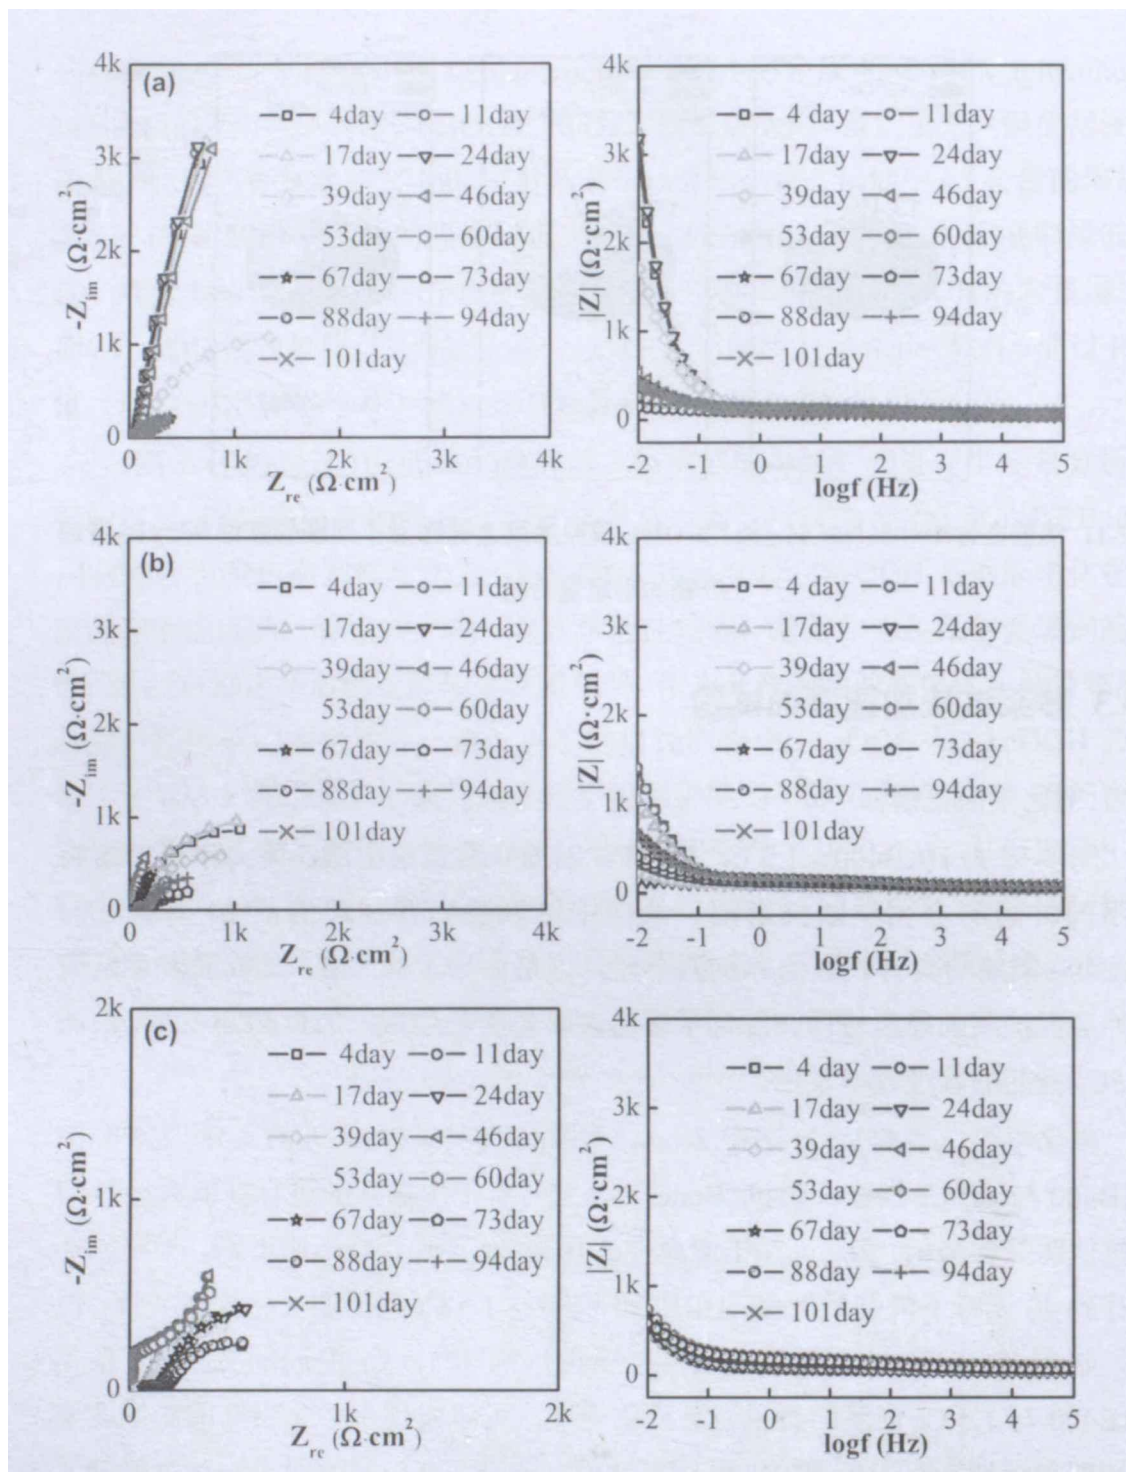 (a)
4k
3k
2k
1k
0
-Z_im (Ω·cm²)
4day 11day
17day 24day
39day 46day
53day 60day
67day 73day
88day 94day
101day
0 1k 2k 3k 4k
Z_re (Ω·cm²)
4k
3k
2k
1k
0
|Z| (Ω·cm²)
4 day 11day
17day 24day
39day 46day
53day 60day
67day 73day
88day 94day
101day
-2 -1 0 1 2 3 4 5
logf (Hz)
(b)
4k
3k
2k
1k
0
-Z_im (Ω·cm²)
4day 11day
17day 24day
39day 46day
53day 60day
67day 73day
88day 94day
101day
0 1k 2k 3k 4k
Z_re (Ω·cm²)
4k
3k
2k
1k
0
|Z| (Ω·cm²)
4 day 11day
17day 24day
39day 46day
53day 60day
67day 73day
88day 94day
101day
-2 -1 0 1 2 3 4 5
logf (Hz)
(c)
2k
1k
0
-Z_im (Ω·cm²)
4day 11day
17day 24day
39day 46day
53day 60day
67day 73day
88day 94day
101day
0 1k 2k
Z_re (Ω·cm²)
4k
3k
2k
1k
0
|Z| (Ω·cm²)
4 day 11day
17day 24day
39day 46day
53day 60day
67day 73day
88day 94day
101day
-2 -1 0 1 2 3 4 5
logf (Hz)